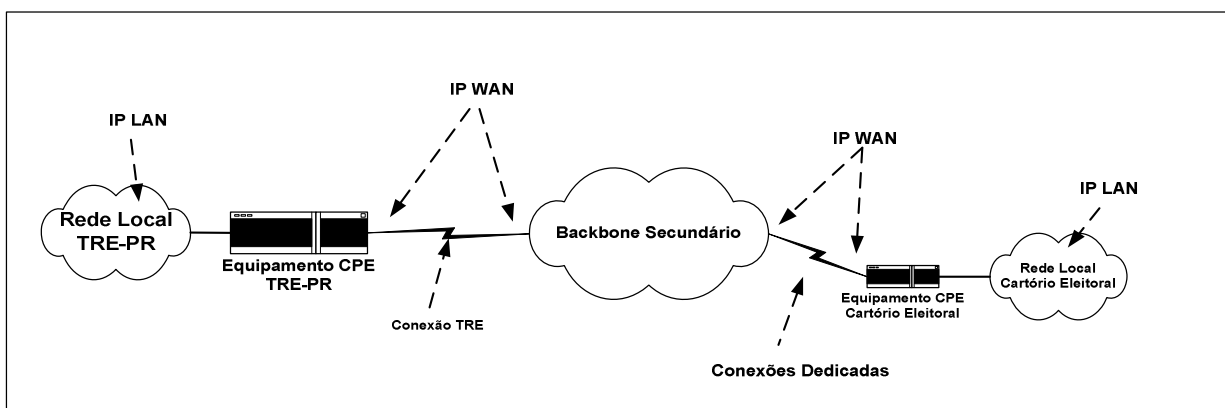 IP WAN
IP LAN
IP WAN
IP LAN
Rede Local
TRE-PR
Backbone Secundário
Equipamento CPE
TRE-PR
Rede Local
Cartório Eleitoral
Equipamento CPE
Cartório Eleitoral
Conexão TRE
Conexões Dedicadas